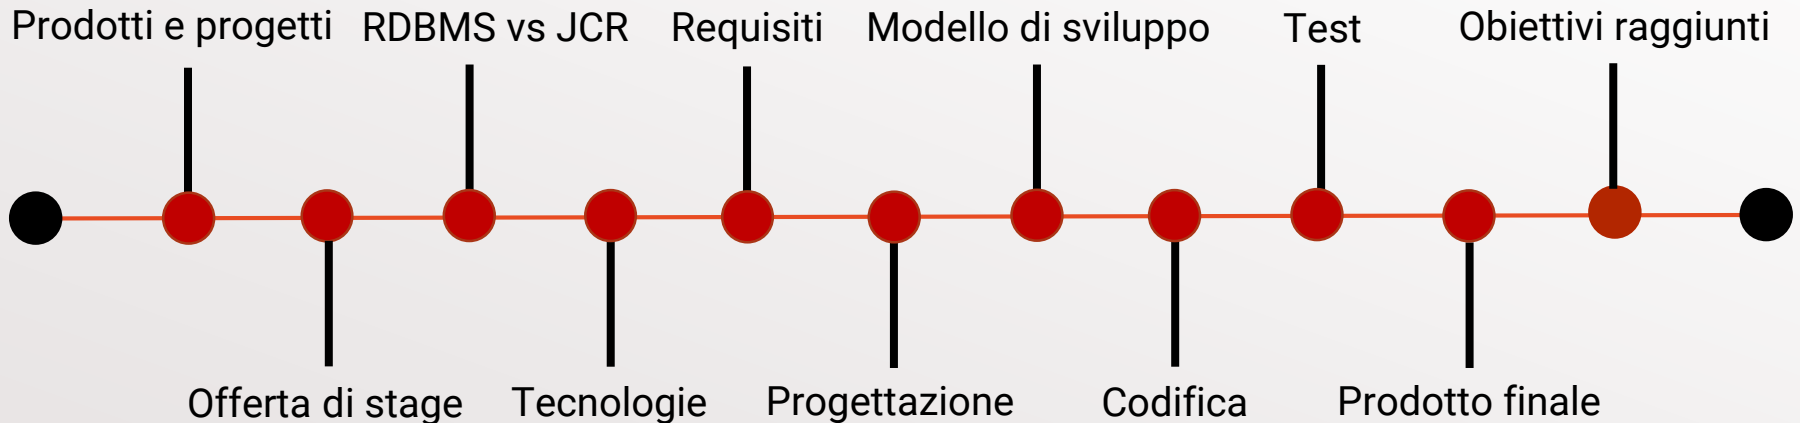 Prodotti e progetti
RDBMS vs JCR
Requisiti
Modello di sviluppo
Test
Obiettivi raggiunti
Offerta di stage
Tecnologie
Progettazione
Codifica
Prodotto finale